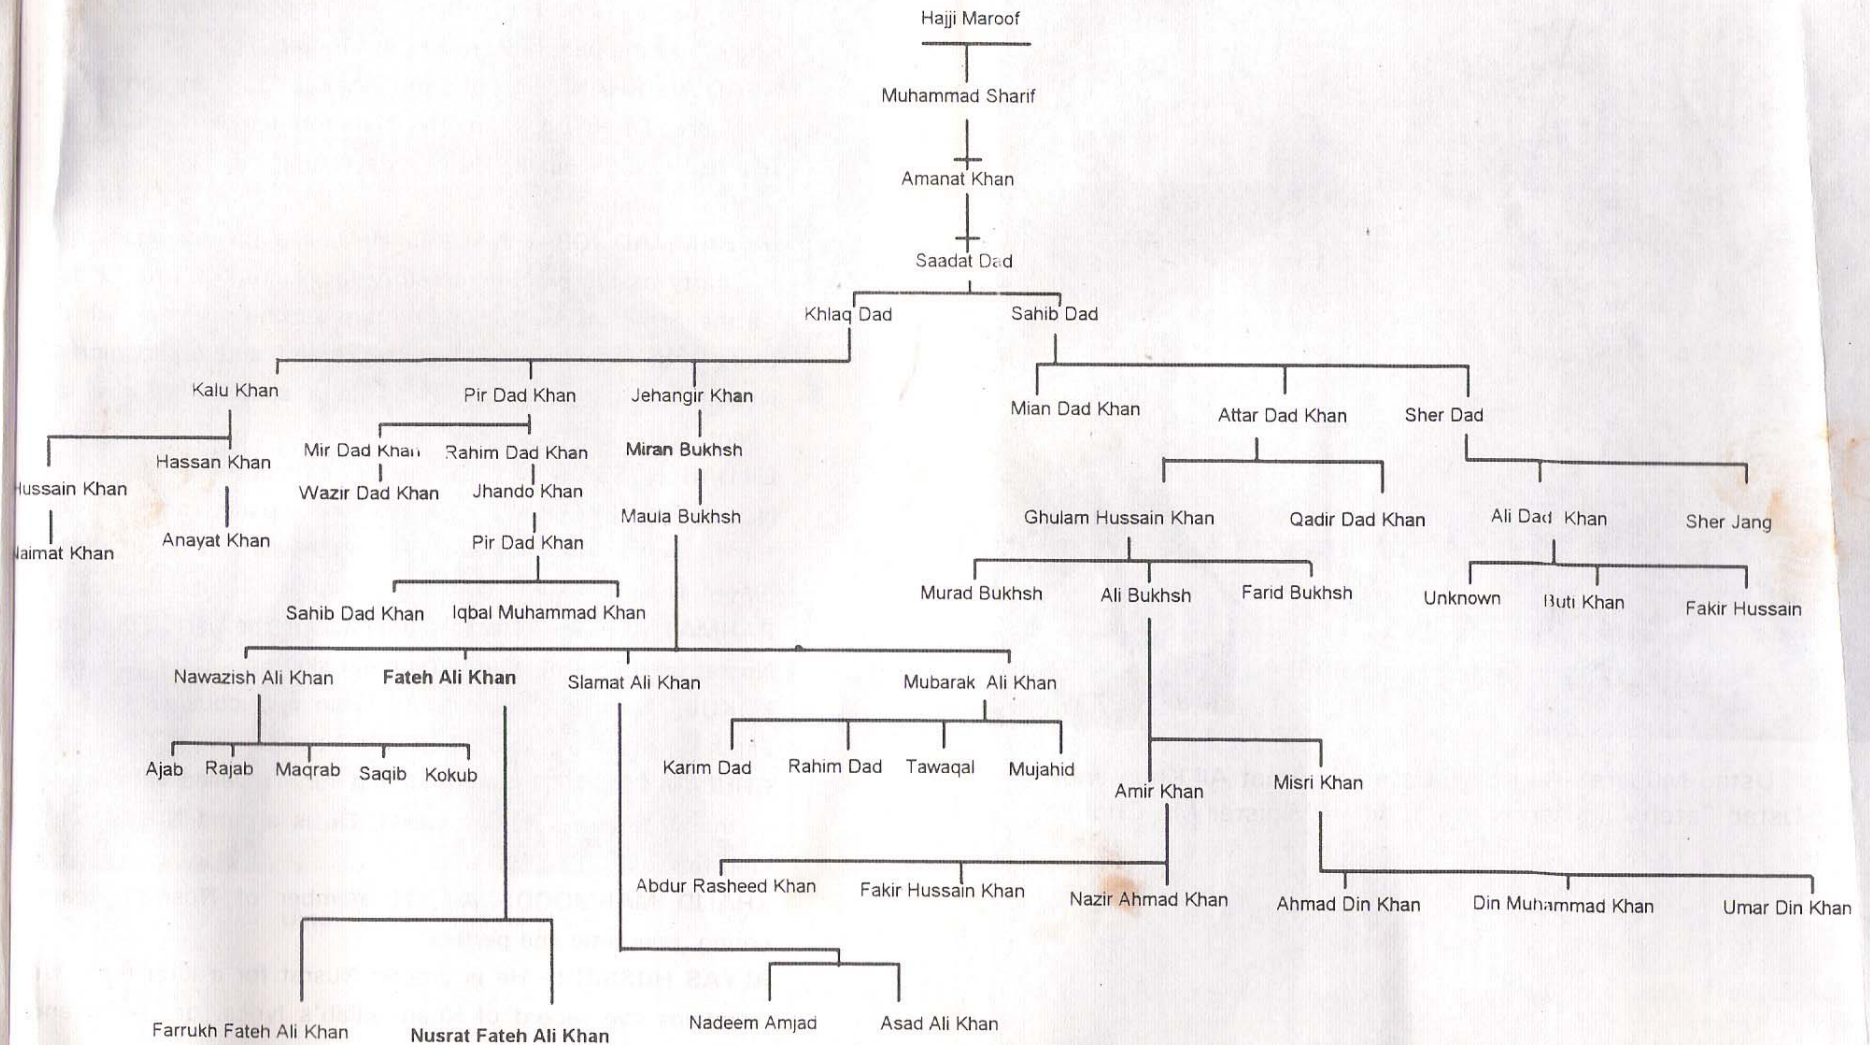 Hajji Maroof
Muhammad Sharif
Amanat Khan
Saadat Dad
Khlaq Dad
Sahib Dad
Kalu Khan
Pir Dad Khan
Jehangir Khan
Mian Dad Khan
Attar Dad Khan
Sher Dad
Hassan Khan
Mir Dad Khan
Rahim Dad Khan
Miran Bukhsh
Hussain Khan
Wazir Dad Khan
Jhando Khan
Maula Bukhsh
Ghulam Hussain Khan
Qadir Dad Khan
Ali Dad Khan
Sher Jang
Naimat Khan
Anayat Khan
Pir Dad Khan
Sahib Dad Khan
Iqbal Muhammad Khan
Murad Bukhsh
Ali Bukhsh
Farid Bukhsh
Unknown
Buti Khan
Fakir Hussain
Nawazish Ali Khan
Fateh Ali Khan
Slamat Ali Khan
Mubarak Ali Khan
Ajab
Rajab
Maqrab
Saqib
Kokub
Karim Dad
Rahim Dad
Tawaqal
Mujahid
Amir Khan
Misri Khan
Abdur Rasheed Khan
Fakir Hussain Khan
Nazir Ahmad Khan
Ahmad Din Khan
Din Muhammad Khan
Umar Din Khan
Farrukh Fateh Ali Khan
Nusrat Fateh Ali Khan
Nadeem Amjad
Asad Ali Khan